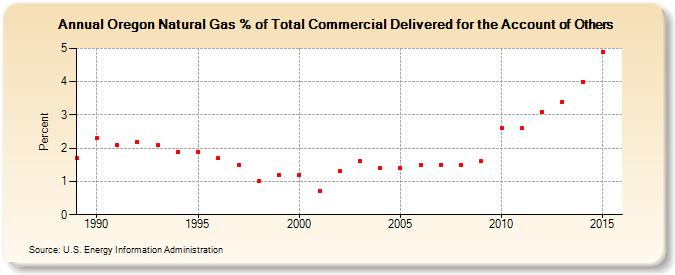 Annual Oregon Natural Gas % of Total Commercial Delivered for the Account of Others
Percent
5
4
3
2
1
0
1990 1995 2000 2005 2010 2015
Source: U.S. Energy Information Administration